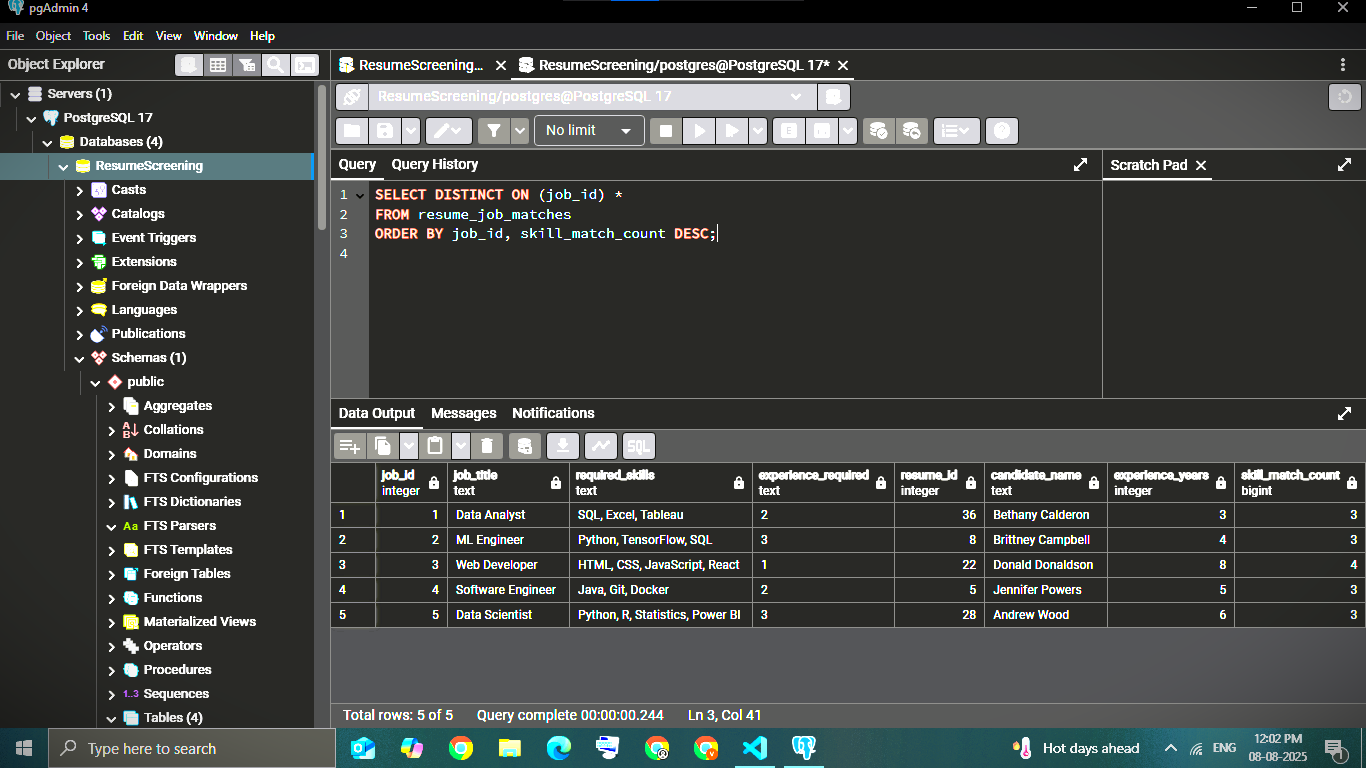 pgAdmin 4
File Object Tools Edit View Window Help
Object Explorer
ResumeScreening... ResumeScreening/postgres@PostgreSQL 17*
Servers (1)
PostgreSQL 17
Databases (4)
ResumeScreening
Casts
Catalogs
Event Triggers
Extensions
Foreign Data Wrappers
Languages
Publications
Schemas (1)
public
Aggregates
Collations
Domains
FTS Configurations
FTS Dictionaries
Aa FTS Parsers
FTS Templates
Foreign Tables
Functions
Materialized Views
Operators
Procedures
1..3 Sequences
Tables (4)
ResumeScreening/postgres@PostgreSQL 17
No limit
E
Query Query History
Scratch Pad
1 SELECT DISTINCT ON (job_id) *
2 FROM resume_job_matches
3 ORDER BY job_id, skill_match_count DESC;
4
Data Output Messages Notifications
SQL
job_id job_title required_skills experience_required resume_id candidate_name experience_years skill_match_count
integer text text text integer text integer bigint
1 1 Data Analyst SQL, Excel, Tableau 2 36 Bethany Calderon 3 3
2 2 ML Engineer Python, TensorFlow, SQL 3 8 Brittney Campbell 4 3
3 3 Web Developer HTML, CSS, JavaScript, React 1 22 Donald Donaldson 8 4
4 4 Software Engineer Java, Git, Docker 2 5 Jennifer Powers 5 3
5 5 Data Scientist Python, R, Statistics, Power BI 3 28 Andrew Wood 6 3
Total rows: 5 of 5 Query complete 00:00:00.244 Ln 3, Col 41
Type here to search
Hot days ahead
ENG
12:02 PM
08-08-2025
1